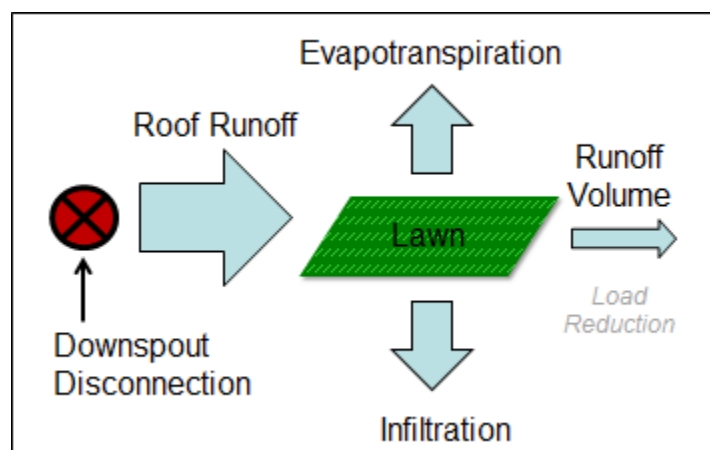 Evapotranspiration
Roof Runoff
Runoff
Volume
Lawn
Load
Reduction
Downspout
Disconnection
Infiltration